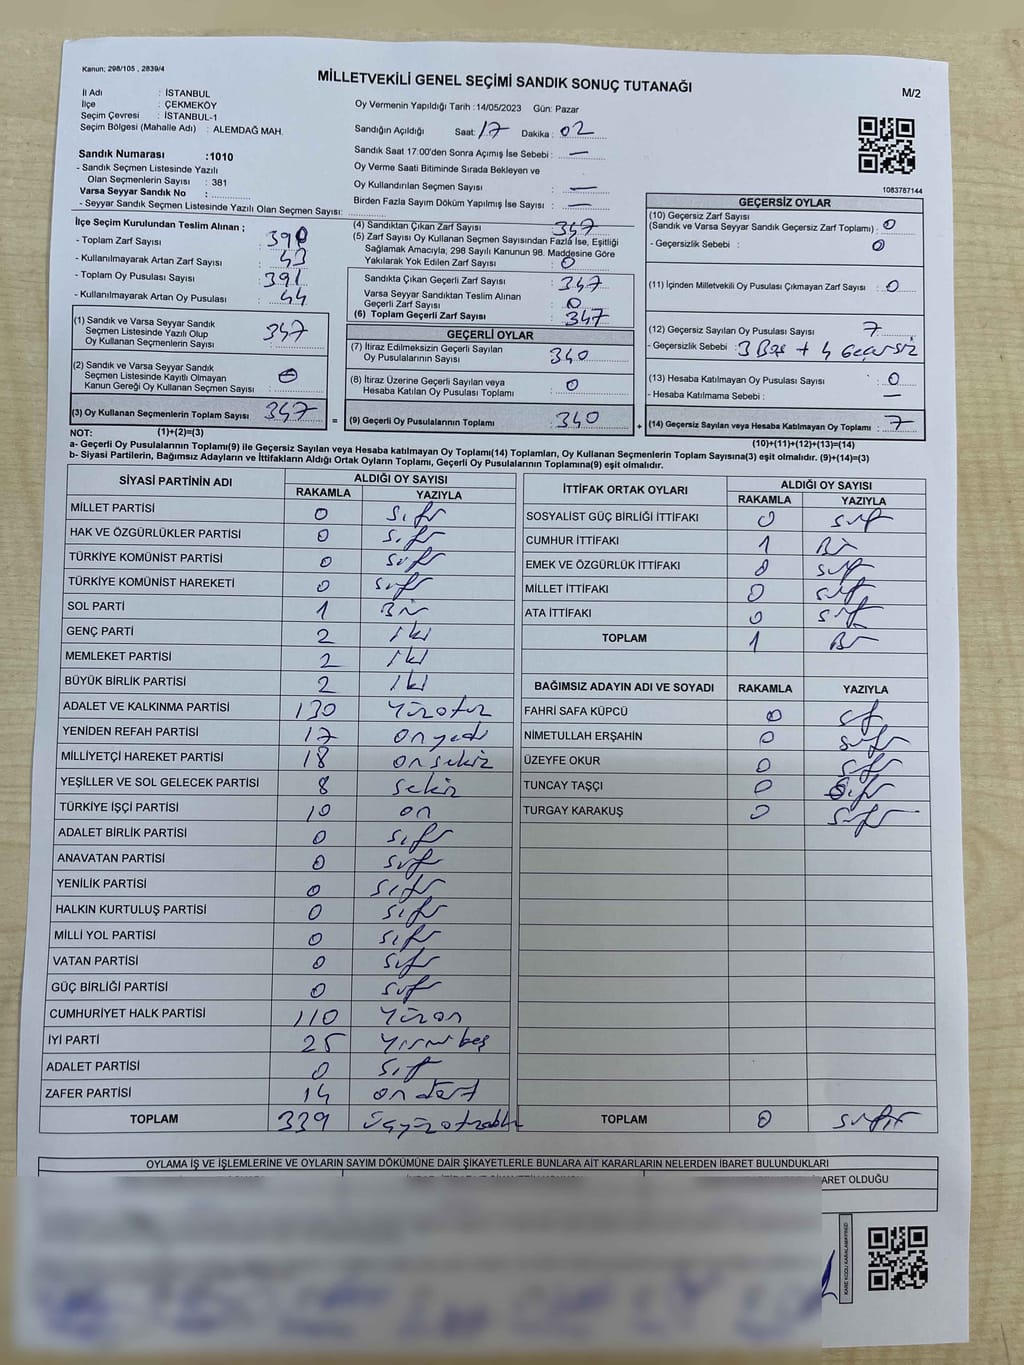 Kanun; 298/105 , 2839/4
MİLLETVEKİLİ GENEL SEÇİMİ SANDIK SONUÇ TUTANAĞI
M/2
İl Adı : İSTANBUL
İlçe : ÇEKMEKÖY
Seçim Çevresi : İSTANBUL-1
Seçim Bölgesi (Mahalle Adı) : ALEMDAĞ MAH.
Sandık Numarası :1010
- Sandık Seçmen Listesinde Yazılı
Olan Seçmenlerin Sayısı : 381
Varsa Seyyar Sandık No :
- Seyyar Sandık Seçmen Listesinde Yazılı Olan Seçmen Sayısı:
Oy Vermenin Yapıldığı Tarih :14/05/2023 Gün: Pazar
Sandığın Açıldığı Saat: 17 Dakika : 02
Sandık Saat 17:00'den Sonra Açımış İse Sebebi : —
Oy Verme Saati Bitiminde Sırada Bekleyen ve
Oy Kullandırılan Seçmen Sayısı : —
Birden Fazla Sayım Döküm Yapılmış İse Sayısı : —
1083787144
İlçe Seçim Kurulundan Teslim Alınan ;
- Toplam Zarf Sayısı : 390
- Kullanılmayarak Artan Zarf Sayısı : 43
- Toplam Oy Pusulası Sayısı : 391
- Kullanılmayarak Artan Oy Pusulası : 44
(1) Sandık ve Varsa Seyyar Sandık
Seçmen Listesinde Yazılı Olup
Oy Kullanan Seçmenlerin Sayısı : 347
(2) Sandık ve Varsa Seyyar Sandık
Seçmen Listesinde Kayıtlı Olmayan
Kanun Gereği Oy Kullanan Seçmen Sayısı : 0
(3) Oy Kullanan Seçmenlerin Toplam Sayısı : 347
(4) Sandıktan Çıkan Zarf Sayısı : 347
(5) Zarf Sayısı Oy Kullanan Seçmen Sayısından Fazla İse, Eşitliği
Sağlamak Amacıyla; 298 Sayılı Kanunun 98. Maddesine Göre
Yakılarak Yok Edilen Zarf Sayısı : 0
Sandıkta Çıkan Geçerli Zarf Sayısı : 347
Varsa Seyyar Sandıktan Teslim Alınan
Geçerli Zarf Sayısı : 0
(6) Toplam Geçerli Zarf Sayısı : 347
GEÇERLİ OYLAR
(7) İtiraz Edilmeksizin Geçerli Sayılan
Oy Pusulalarının Sayısı : 340
(8) İtiraz Üzerine Geçerli Sayılan veya
Hesaba Katılan Oy Pusulaları Toplamı : 0
= (9) Geçerli Oy Pusulalarının Toplamı : 340
GEÇERSİZ OYLAR
(10) Geçersiz Zarf Sayısı
(Sandık ve Varsa Seyyar Sandık Geçersiz Zarf Toplamı) : 0
- Geçersizlik Sebebi : 0
(11) İçinden Milletvekili Oy Pusulası Çıkmayan Zarf Sayısı : 0
(12) Geçersiz Sayılan Oy Pusulası Sayısı : 7
- Geçersizlik Sebebi : 3 Boş + 4 Geçersiz
(13) Hesaba Katılmayan Oy Pusulası Sayısı : 0
- Hesaba Katılmama Sebebi : —
+ (14) Geçersiz Sayılan veya Hesaba Katılmayan Oy Toplamı : 7
NOT: (1)+(2)=(3)
(10)+(11)+(12)+(13)=(14)
a- Geçerli Oy Pusulalarının Toplamı(9) ile Geçersiz Sayılan veya Hesaba katılmayan Oy Toplamı(14) Toplamları, Oy Kullanan Seçmenlerin Toplam Sayısına(3) eşit olmalıdır. (9)+(14)=(3)
b- Siyasi Partilerin, Bağımsız Adayların ve İttifakların Aldığı Ortak Oyların Toplamı, Geçerli Oy Pusulalarının Toplamına(9) eşit olmalıdır.
SİYASİ PARTİNİN ADI ALDIĞI OY SAYISI
RAKAMLA YAZIYLA
MİLLET PARTİSİ 0 sıfır
HAK VE ÖZGÜRLÜKLER PARTİSİ 0 sıfır
TÜRKİYE KOMÜNİST PARTİSİ 0 sıfır
TÜRKİYE KOMÜNİST HAREKETİ 0 sıfır
SOL PARTİ 1 Bir
GENÇ PARTİ 2 iki
MEMLEKET PARTİSİ 2 iki
BÜYÜK BİRLİK PARTİSİ 2 iki
ADALET VE KALKINMA PARTİSİ 130 yüzotuz
YENİDEN REFAH PARTİSİ 17 onyedi
MİLLİYETÇİ HAREKET PARTİSİ 18 onsekiz
YEŞİLLER VE SOL GELECEK PARTİSİ 8 sekiz
TÜRKİYE İŞÇİ PARTİSİ 10 on
ADALET BİRLİK PARTİSİ 0 sıfır
ANAVATAN PARTİSİ 0 sıfır
YENİLİK PARTİSİ 0 sıfır
HALKIN KURTULUŞ PARTİSİ 0 sıfır
MİLLİ YOL PARTİSİ 0 sıfır
VATAN PARTİSİ 0 sıfır
GÜÇ BİRLİĞİ PARTİSİ 0 sıfır
CUMHURİYET HALK PARTİSİ 110 yüzon
İYİ PARTİ 25 yirmibeş
ADALET PARTİSİ 0 sıfır
ZAFER PARTİSİ 14 ondört
TOPLAM 339 üçyüzotuzdokuz
İTTİFAK ORTAK OYLARI ALDIĞI OY SAYISI
RAKAMLA YAZIYLA
SOSYALİST GÜÇ BİRLİĞİ İTTİFAKI 0 sıfır
CUMHUR İTTİFAKI 1 Bir
EMEK VE ÖZGÜRLÜK İTTİFAKI 0 sıfır
MİLLET İTTİFAKI 0 sıfır
ATA İTTİFAKI 0 sıfır
TOPLAM 1 Bir
BAĞIMSIZ ADAYIN ADI VE SOYADI RAKAMLA YAZIYLA
FAHRİ SAFA KÜPCÜ 0 sıfır
NİMETULLAH ERŞAHİN 0 sıfır
ÜZEYFE OKUR 0 sıfır
TUNCAY TAŞÇI 0 sıfır
TURGAY KARAKUŞ 0 sıfır
TOPLAM 0 sıfır
OYLAMA İŞ VE İŞLEMLERİNE VE OYLARIN SAYIM DÖKÜMÜNE DAİR ŞİKAYETLERLE BUNLARA AİT KARARLARIN NELERDEN İBARET BULUNDUKLARI
BARET OLDUĞU
KARE KODU KARALAMAYINIZ!